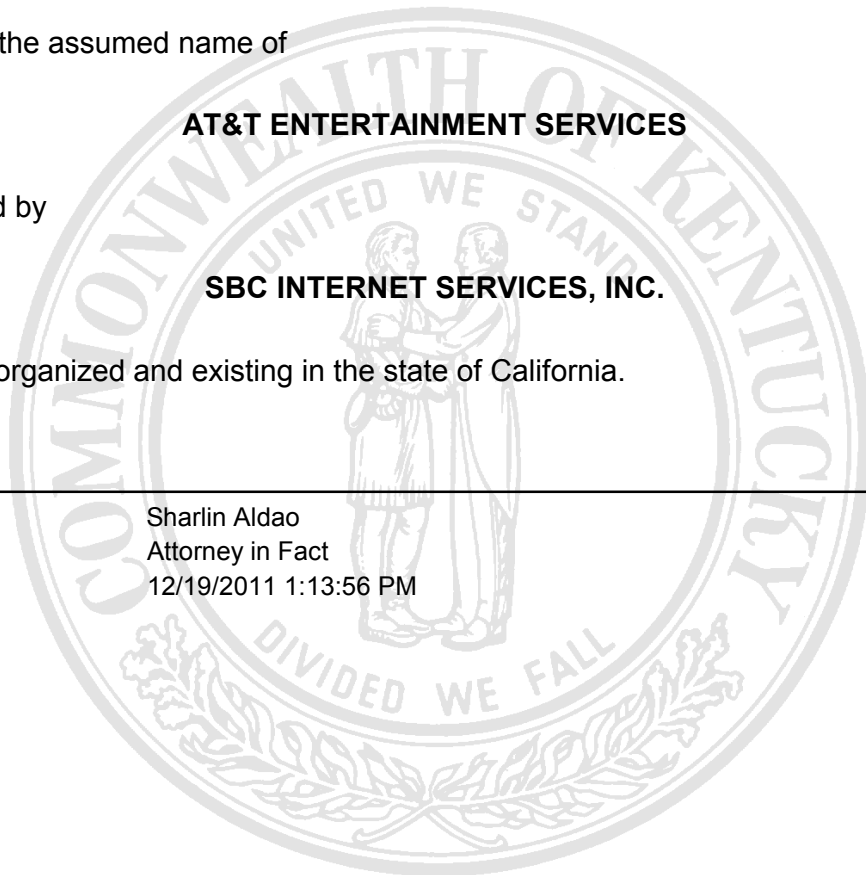 the assumed name of
AT&T ENTERTAINMENT SERVICES
d by
SBC INTERNET SERVICES, INC.
organized and existing in the state of California.
Sharlin Aldao
Attorney in Fact
12/19/2011 1:13:56 PM
COMMONWEALTH OF KENTUCKY
UNITED WE STAND
DIVIDED WE FALL